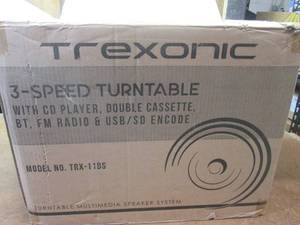 TREXONIC
3-SPEED TURNTABLE
WITH CD PLAYER, DOUBLE CASSETTE,
BT, FM RADIO & USB/SD ENCODE
MODEL NO. TRX-11BS
TURNTABLE MULTIMEDIA SPEAKER SYSTEM